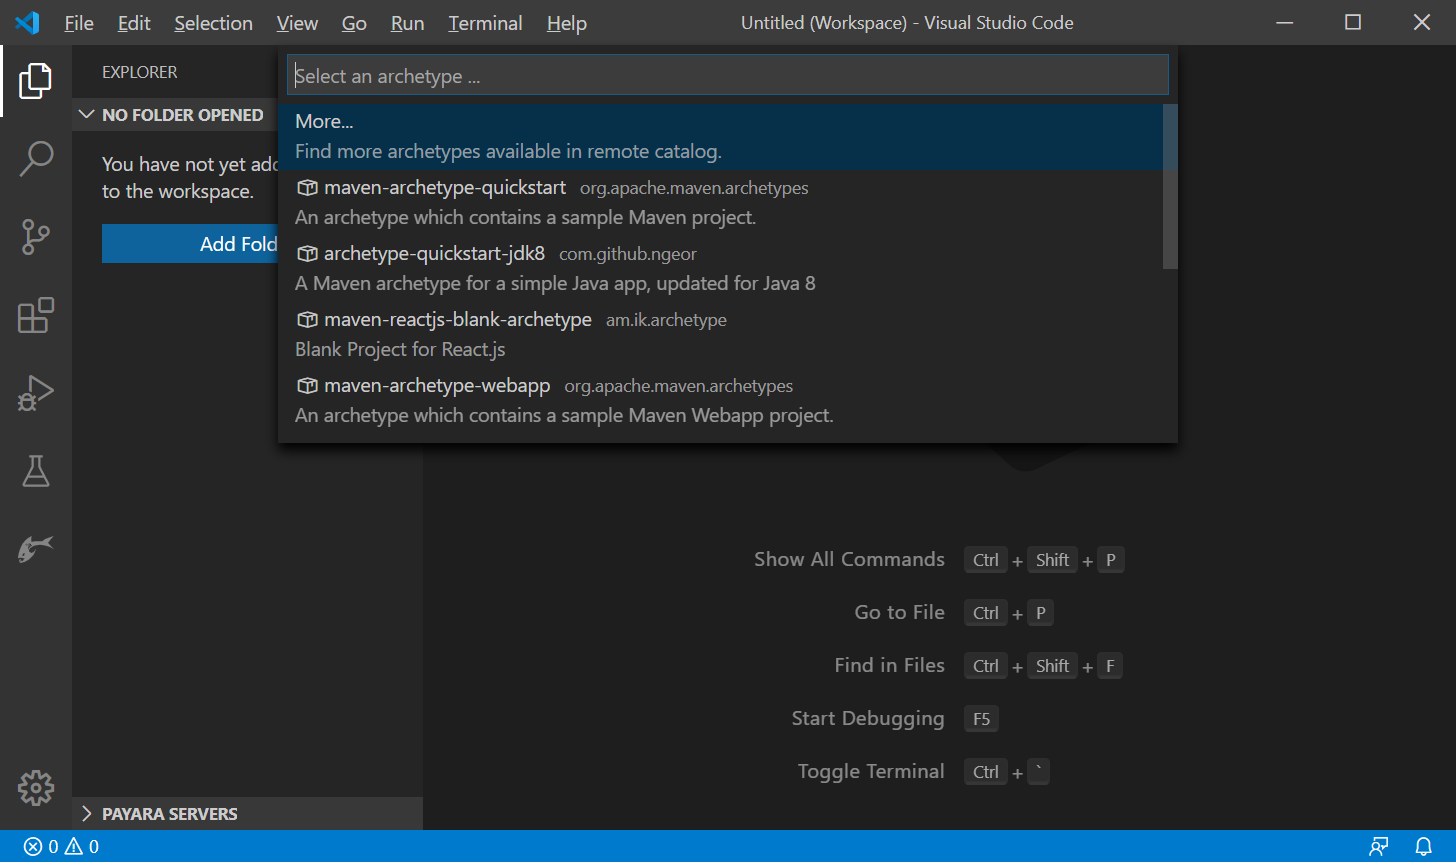 File Edit Selection View Go Run Terminal Help Untitled (Workspace) - Visual Studio Code
EXPLORER
NO FOLDER OPENED
You have not yet
to the workspace.
Add
PAYARA SERVERS
Select an archetype ...
More...
Find more archetypes available in remote catalog.
maven-archetype-quickstart org.apache.maven.archetypes
An archetype which contains a sample Maven project.
archetype-quickstart-jdk8 com.github.ngeor
A Maven archetype for a simple Java app, updated for Java 8
maven-reactjs-blank-archetype am.ik.archetype
Blank Project for React.js
maven-archetype-webapp org.apache.maven.archetypes
An archetype which contains a sample Maven Webapp project.
Show All Commands Ctrl + Shift + P
Go to File Ctrl + P
Find in Files Ctrl + Shift + F
Start Debugging F5
Toggle Terminal Ctrl + `
0 0